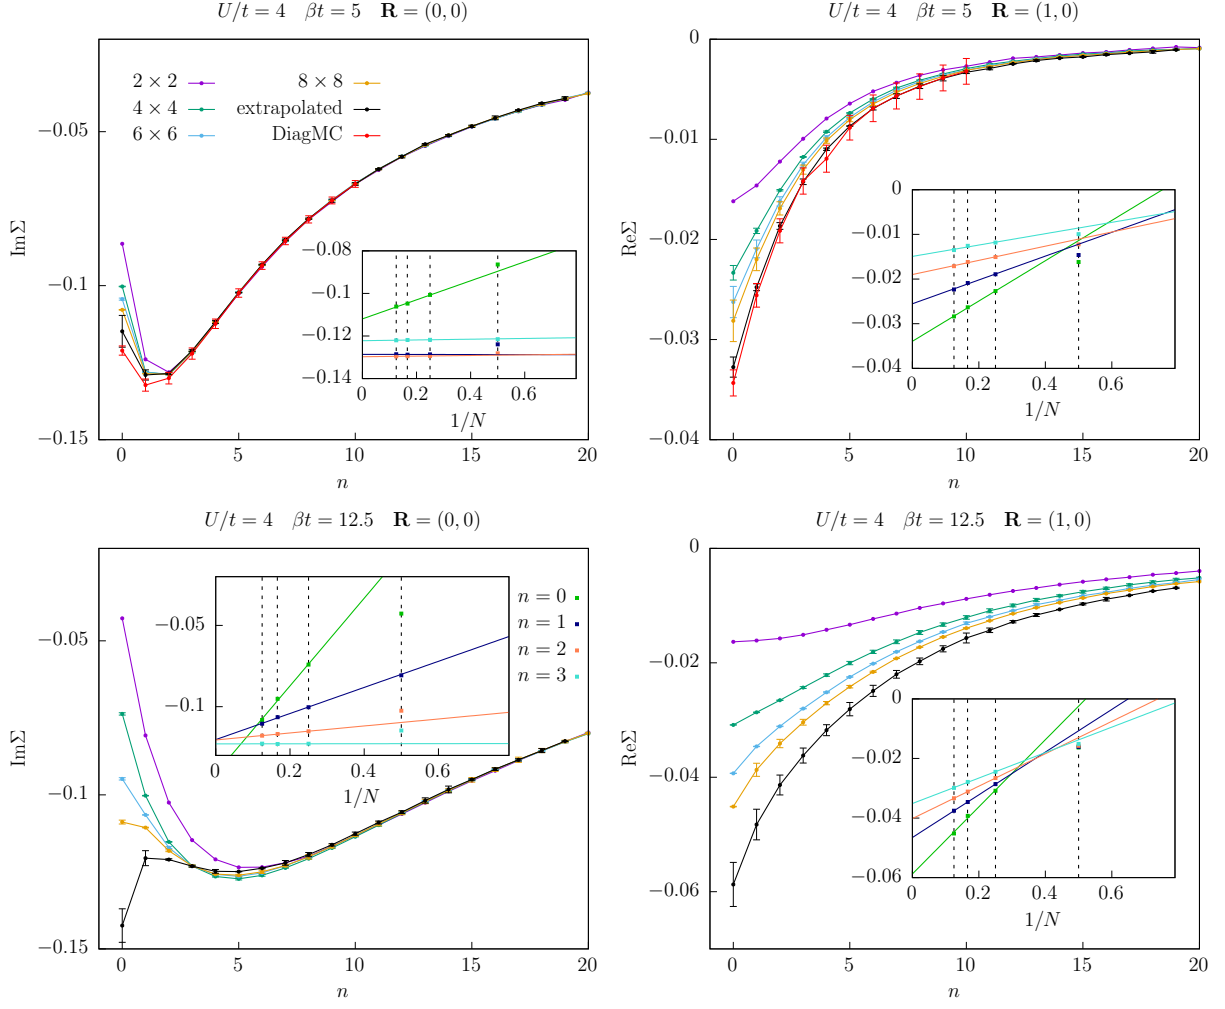 U/t = 4 βt = 5 R = (0, 0)
2 × 2
4 × 4
6 × 6
8 × 8
extrapolated
DiagMC
−0.05
−0.1
−0.15
ImΣ
0 5 10 15 20
n
−0.08
−0.1
−0.12
−0.14
0 0.2 0.4 0.6
1/N
U/t = 4 βt = 5 R = (1, 0)
0
−0.01
−0.02
−0.03
−0.04
ReΣ
0 5 10 15 20
n
0
−0.01
−0.02
−0.03
−0.04
0 0.2 0.4 0.6
1/N
U/t = 4 βt = 12.5 R = (0, 0)
−0.05
−0.1
−0.15
ImΣ
0 5 10 15 20
n
−0.05
−0.1
0 0.2 0.4 0.6
1/N
n = 0
n = 1
n = 2
n = 3
U/t = 4 βt = 12.5 R = (1, 0)
0
−0.02
−0.04
−0.06
ReΣ
0 5 10 15 20
n
0
−0.02
−0.04
−0.06
0 0.2 0.4 0.6
1/N